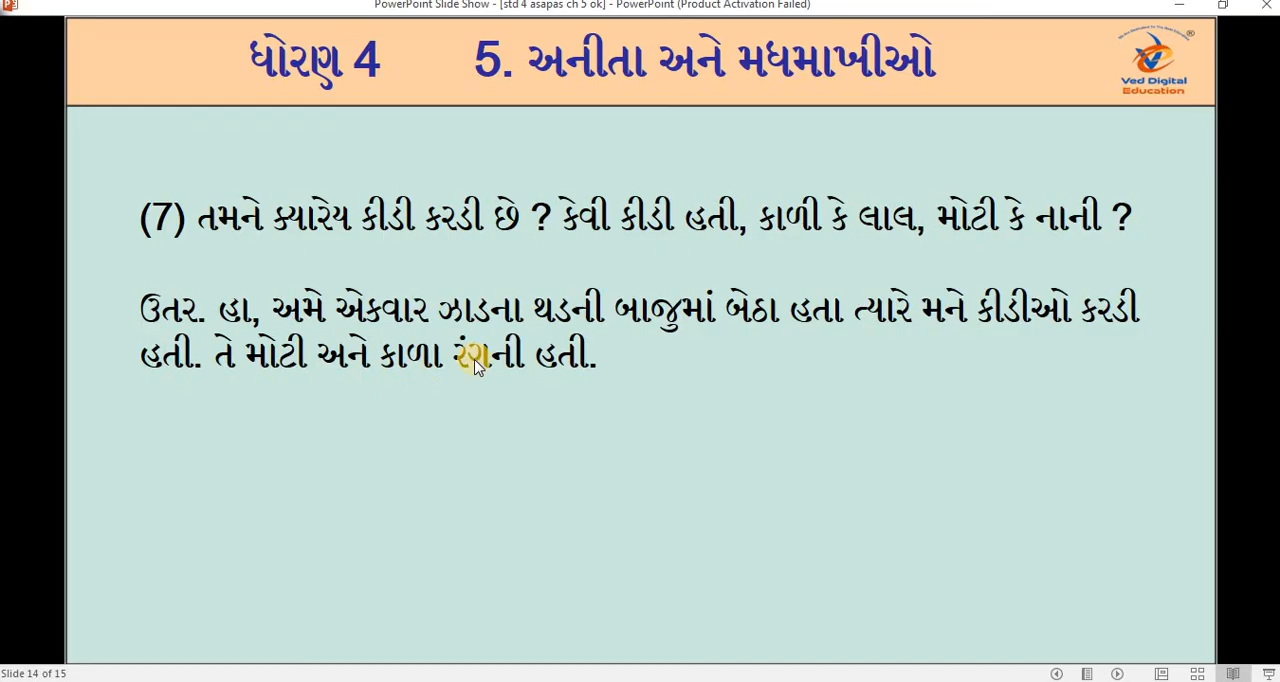 PowerPoint Slide Show - [std 4 asapas ch 5 ok] - PowerPoint (Product Activation Failed)
ધોરણ 4 5. અનીતા અને મધમાખીઓ
Ved Digital
Education
(7) તમને ક્યારેય કીડી કરડી છે ? કેવી કીડી હતી, કાળી કે લાલ, મોટી કે નાની ?
ઉતર. હા, અમે એકવાર ઝાડના થડની બાજુમાં બેઠા હતા ત્યારે મને કીડીઓ કરડી
હતી. તે મોટી અને કાળા રંગની હતી.
Slide 14 of 15